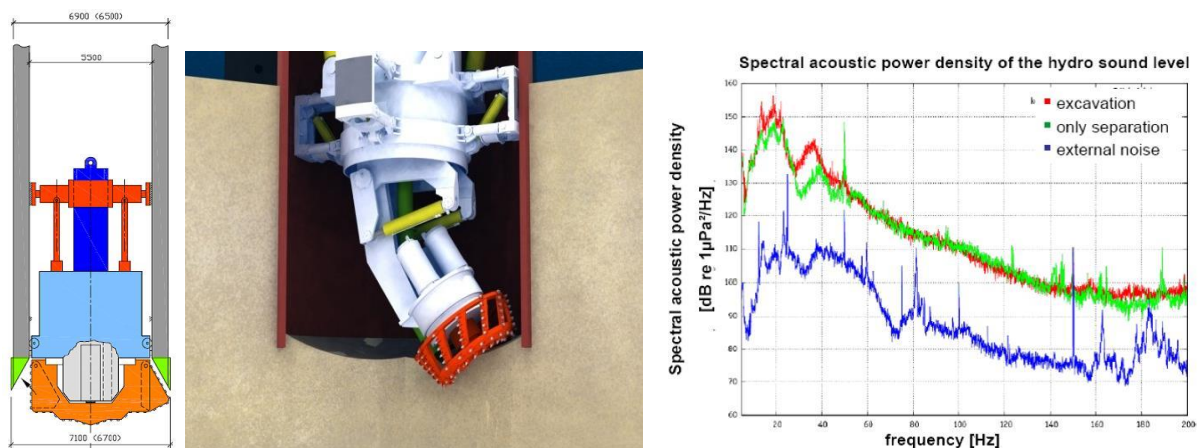 6900 (6500)
5500
7100 (6700)
Spectral acoustic power density of the hydro sound level
Spectral acoustic power density
[dB re 1µPa²/Hz]
160
150
140
130
120
110
100
90
80
70
60
excavation
only separation
external noise
20 40 60 80 100 120 140 160 180 200
frequency [Hz]